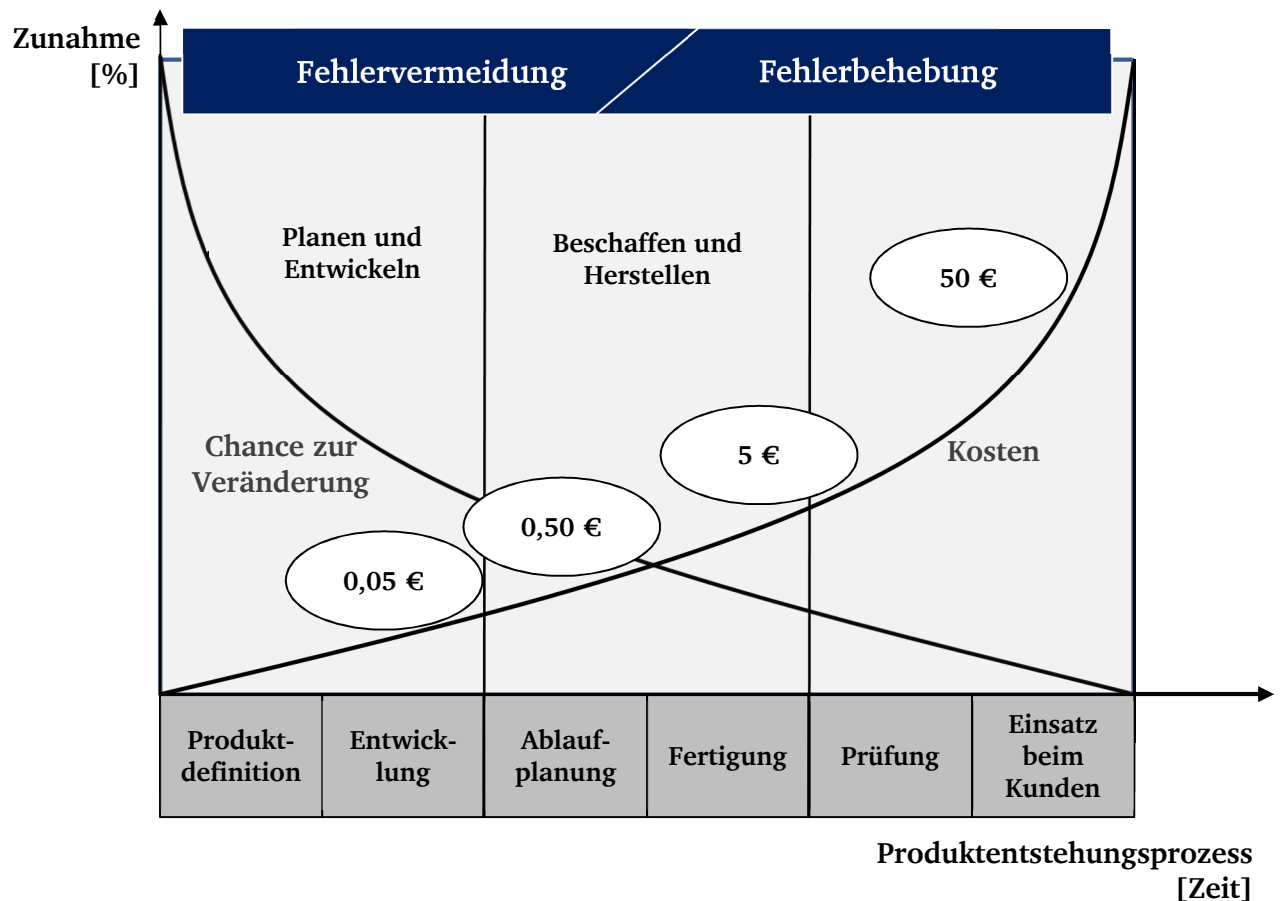 Zunahme
[%]
Fehlervermeidung
Fehlerbehebung
Planen und
Entwickeln
Beschaffen und
Herstellen
50 €
Chance zur
Veränderung
5 €
Kosten
0,50 €
0,05 €
Produkt-
definition
Entwick-
lung
Ablauf-
planung
Fertigung
Prüfung
Einsatz
beim
Kunden
Produktentstehungsprozess
[Zeit]